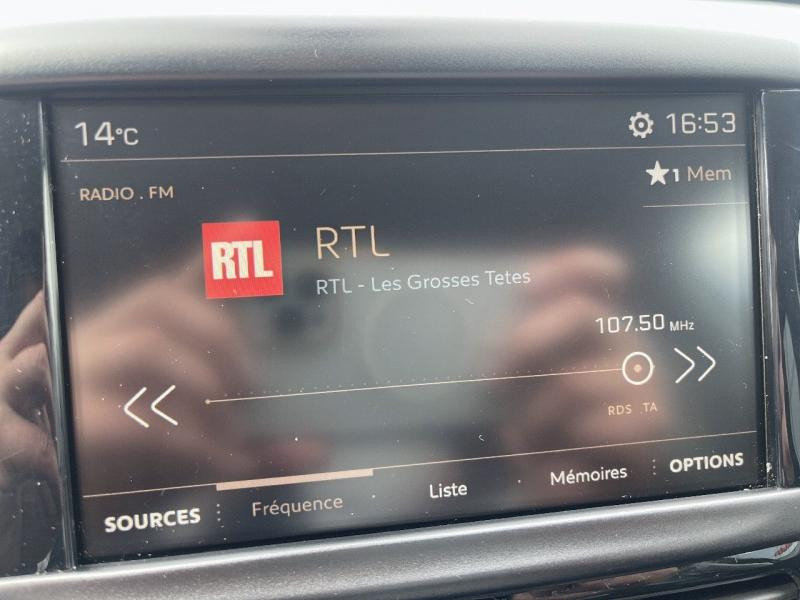 14°C
16:53
RADIO . FM
1 Mem
RTL
RTL
RTL - Les Grosses Tetes
107.50 MHz
RDS . TA
SOURCES
Fréquence
Liste
Mémoires
OPTIONS